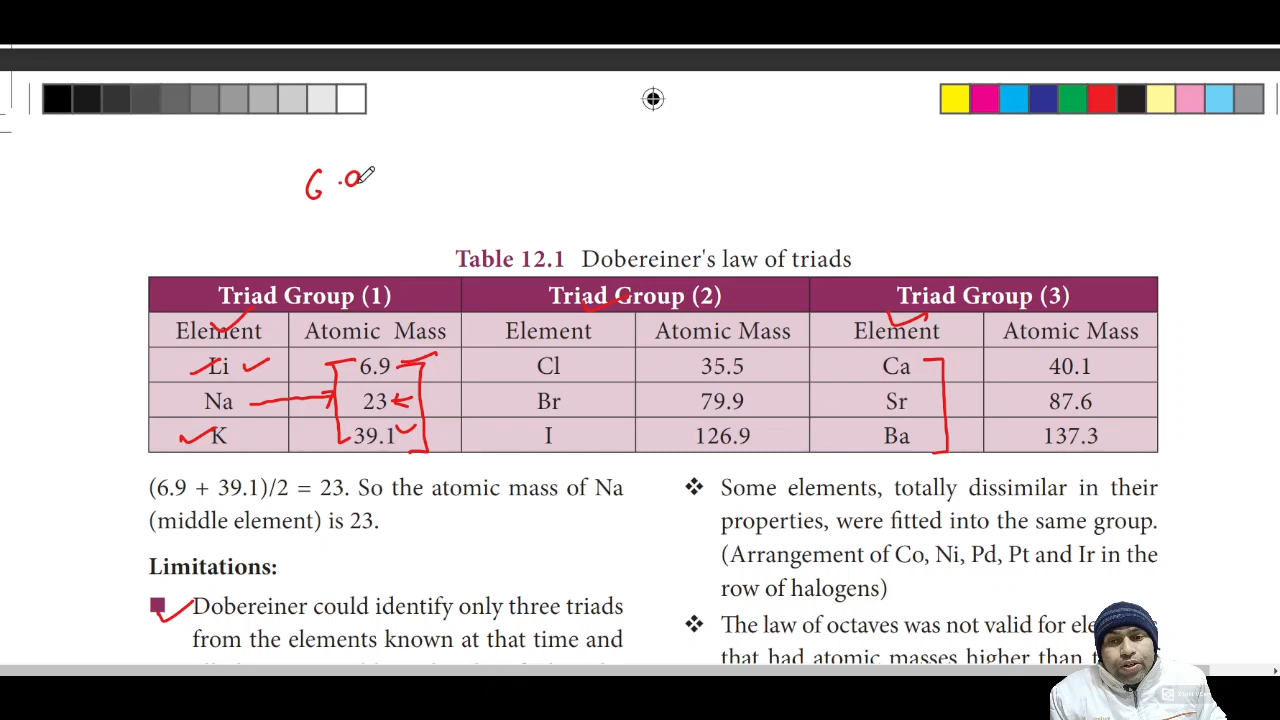 6.9
Table 12.1 Dobereiner's law of triads
Triad Group (1) Triad Group (2) Triad Group (3)
Element Atomic Mass Element Atomic Mass Element Atomic Mass
Li 6.9 Cl 35.5 Ca 40.1
Na 23 Br 79.9 Sr 87.6
K 39.1 I 126.9 Ba 137.3
(6.9 + 39.1)/2 = 23. So the atomic mass of Na
(middle element) is 23.
Limitations:
■ Dobereiner could identify only three triads
from the elements known at that time and
❖ Some elements, totally dissimilar in their
properties, were fitted into the same group.
(Arrangement of Co, Ni, Pd, Pt and Ir in the
row of halogens)
❖ The law of octaves was not valid for
that had atomic masses higher than